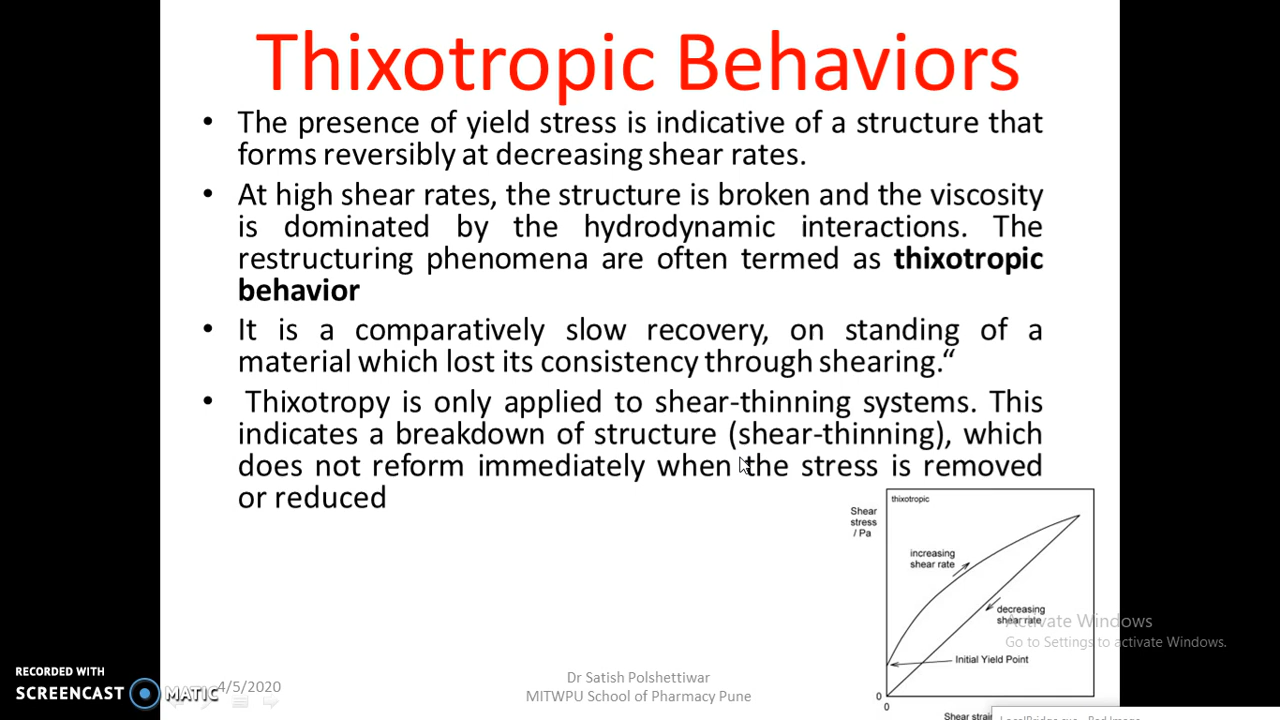 Thixotropic Behaviors
• The presence of yield stress is indicative of a structure that
forms reversibly at decreasing shear rates.
• At high shear rates, the structure is broken and the viscosity
is dominated by the hydrodynamic interactions. The
restructuring phenomena are often termed as thixotropic
behavior
• It is a comparatively slow recovery, on standing of a
material which lost its consistency through shearing.“
• Thixotropy is only applied to shear-thinning systems. This
indicates a breakdown of structure (shear-thinning), which
does not reform immediately when the stress is removed
or reduced
thixotropic
Shear
stress
/ Pa
increasing
shear rate
decreasing
shear rate
Initial Yield Point
0
0
Shear
Activate Windows
Go to Settings to activate Windows.
RECORDED WITH
SCREENCAST MATIC
4/5/2020
Dr Satish Polshettiwar
MITWPU School of Pharmacy Pune